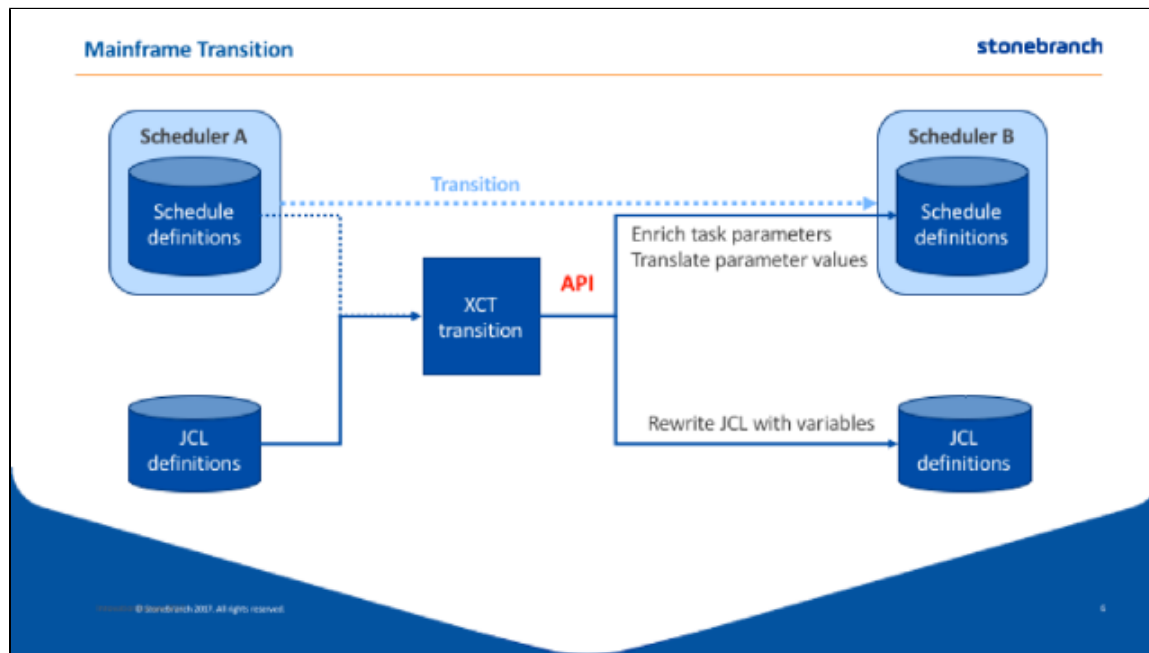 Mainframe Transition
stonebranch
Scheduler A
Schedule
definitions
Transition
Scheduler B
Schedule
definitions
Enrich task parameters
Translate parameter values
API
XCT
transition
JCL
definitions
Rewrite JCL with variables
JCL
definitions
© Stonebranch 2017. All rights reserved.
6